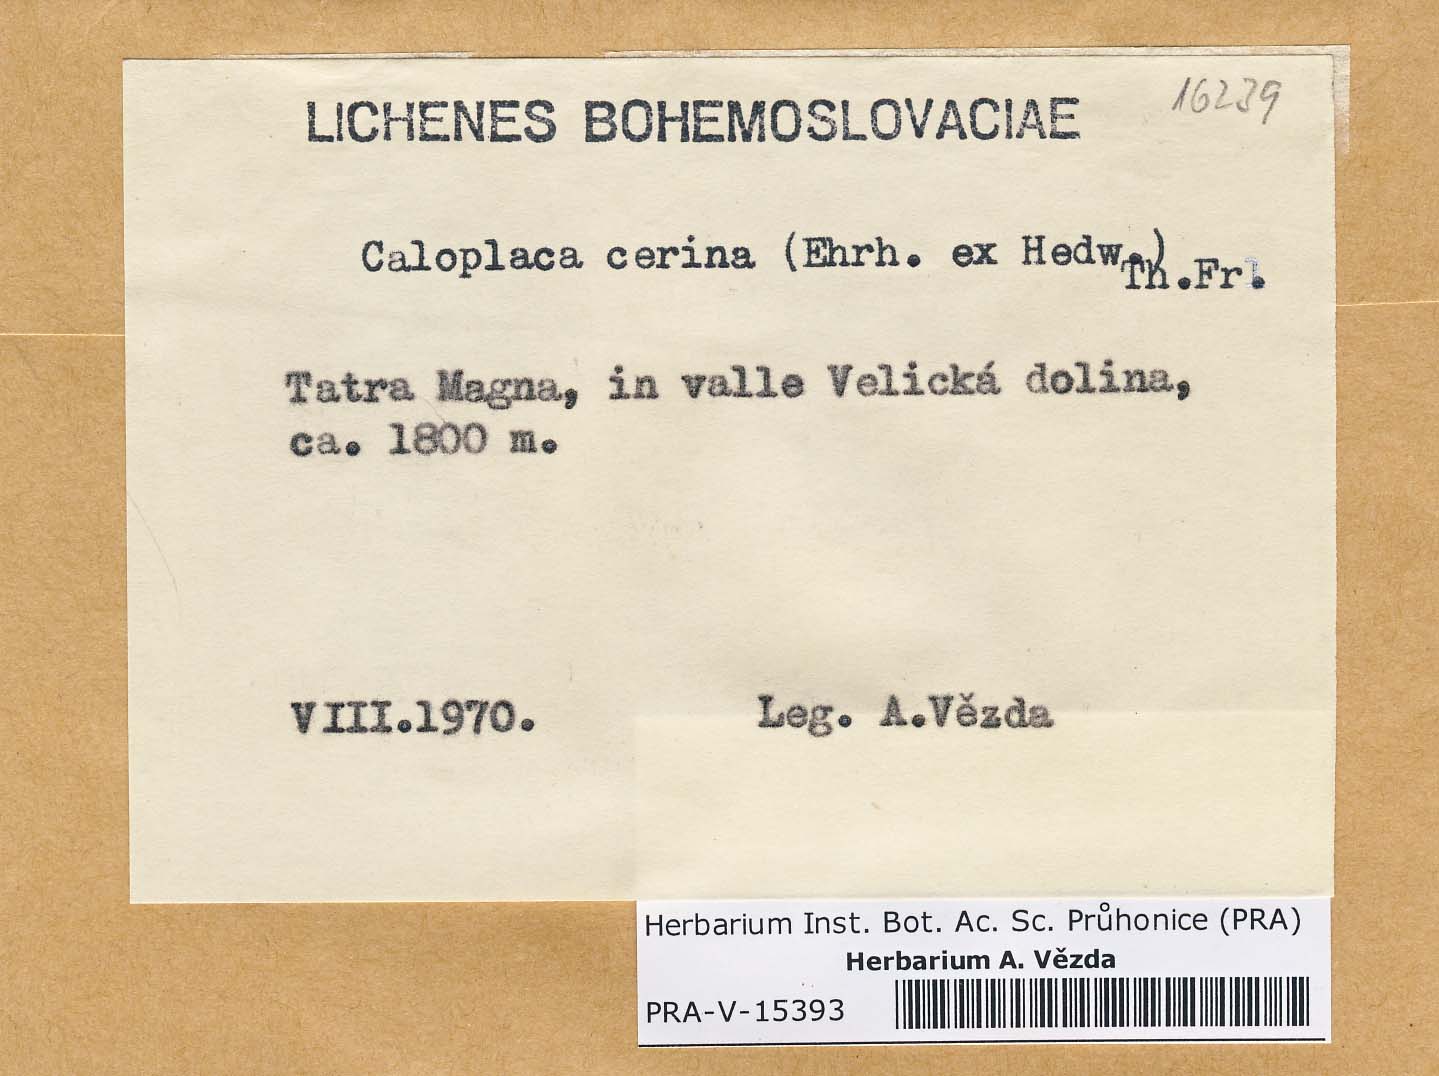 16239
LICHENES BOHEMOSLOVACIAE
Caloplaca cerina (Ehrh. ex Hedw.) Th.Fr.
Tatra Magna, in valle Velická dolina,
ca. 1800 m.
VIII.1970. Leg. A.Vězda
Herbarium Inst. Bot. Ac. Sc. Průhonice (PRA)
Herbarium A. Vězda
PRA-V-15393